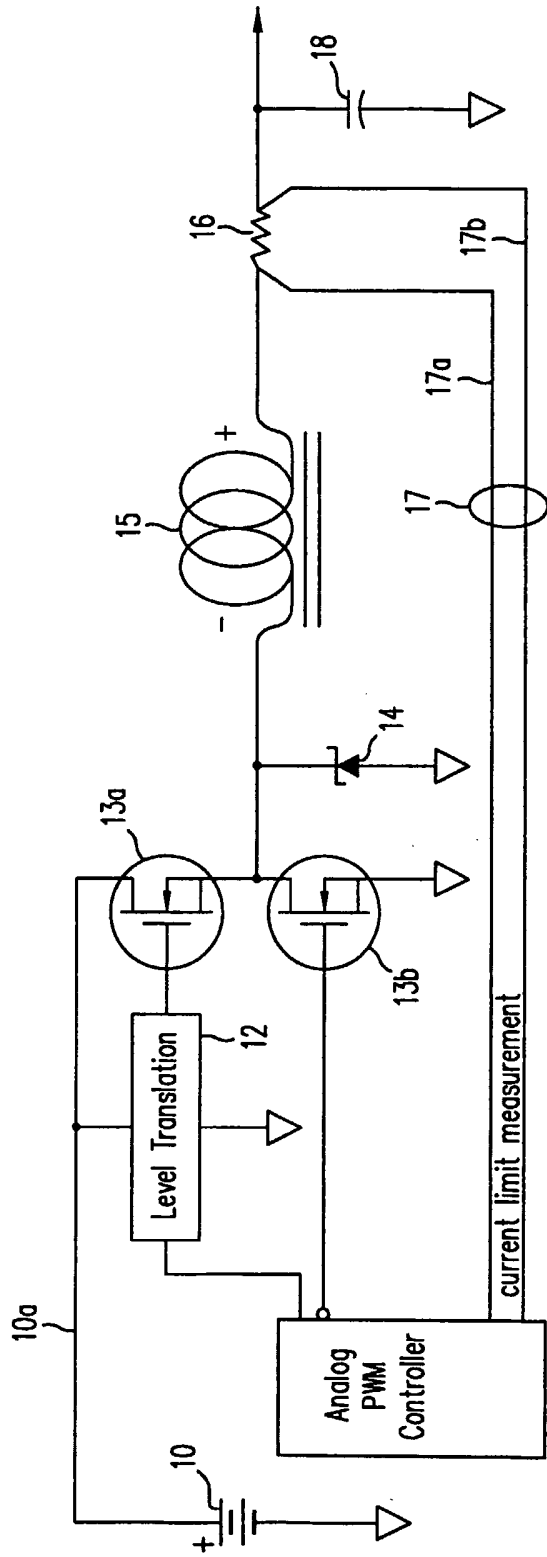 10a
10
+
Level Translation
12
13a
13b
14
15
-
+
16
18
17a
17b
17
Analog
PWM
Controller
current limit measurement